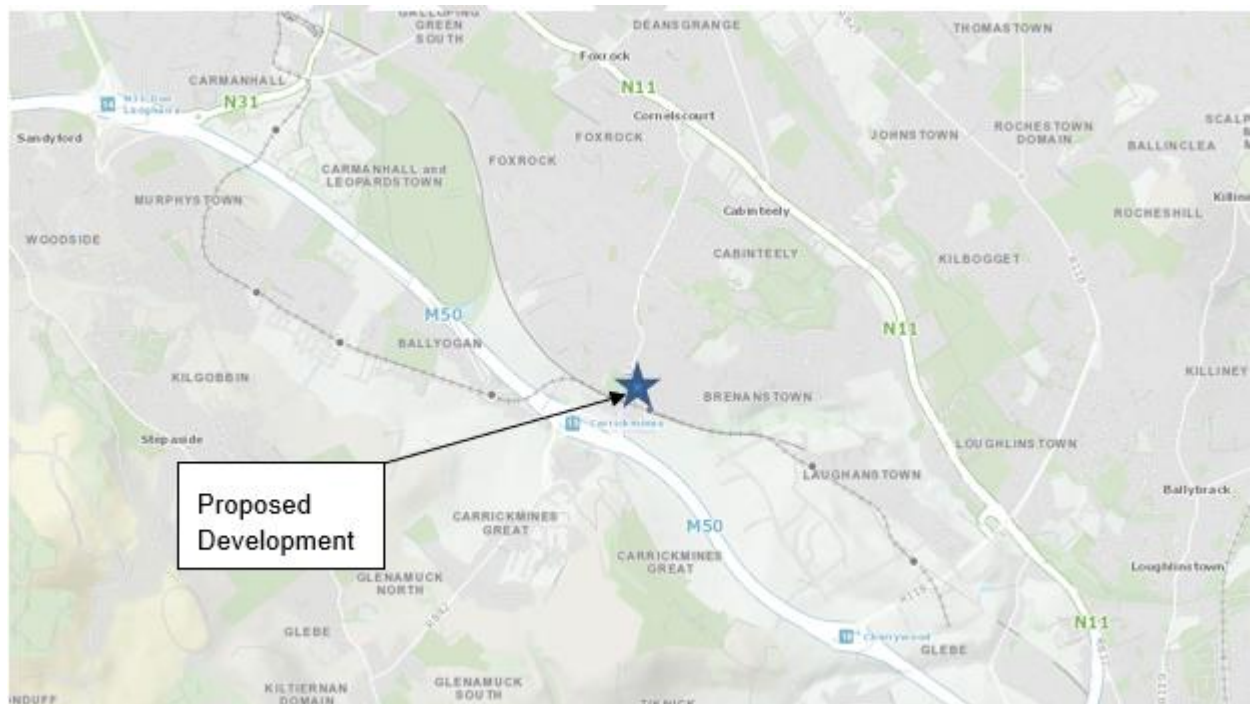 GALLOPING
GREEN
SOUTH
DEANSGRANGE
THOMASTOWN
Foxrock
CARMANHALL
N11
N31
Cornelscourt
Sandyford
FOXROCK
JOHNSTOWN
ROCHESTOWN
DOMAIN
BALLINCLEA
FOXROCK
CARMANHALL and
LEOPARDSTOWN
MURPHYSTOWN
ROCHESHILL
Cabinteely
WOODSIDE
CABINTEELY
KILBOGGET
M50
N11
BALLYOGAN
KILGOBBIN
KILLINEY
BRENANSTOWN
Carrickmines
Stepaside
LOUGHLINSTOWN
LAUGHANSTOWN
Ballybrack
Proposed
Development
CARRICKMINES
GREAT
M50
CARRICKMINES
GREAT
Loughlinstown
GLENAMUCK
NORTH
R116
N11
GLEBE
Cherrywood
GLEBE
KILTIERNAN
DOMAIN
GLENAMUCK
SOUTH